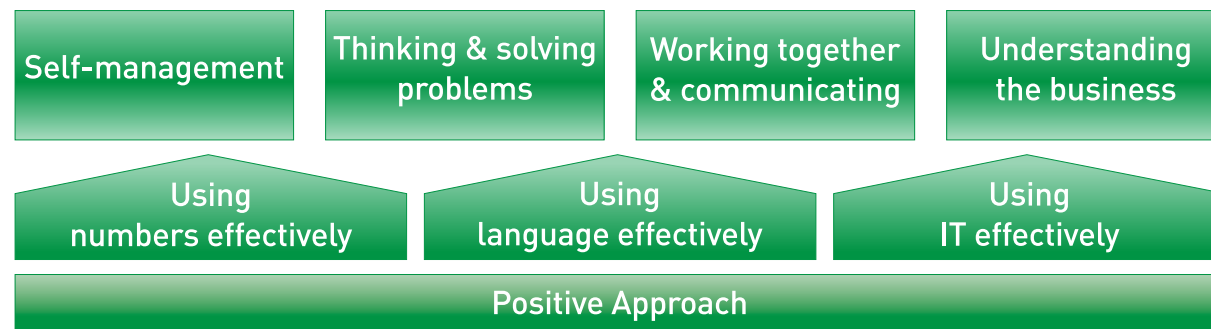 Self-management
Thinking & solving
problems
Working together
& communicating
Understanding
the business
Using
numbers effectively
Using
language effectively
Using
IT effectively
Positive Approach